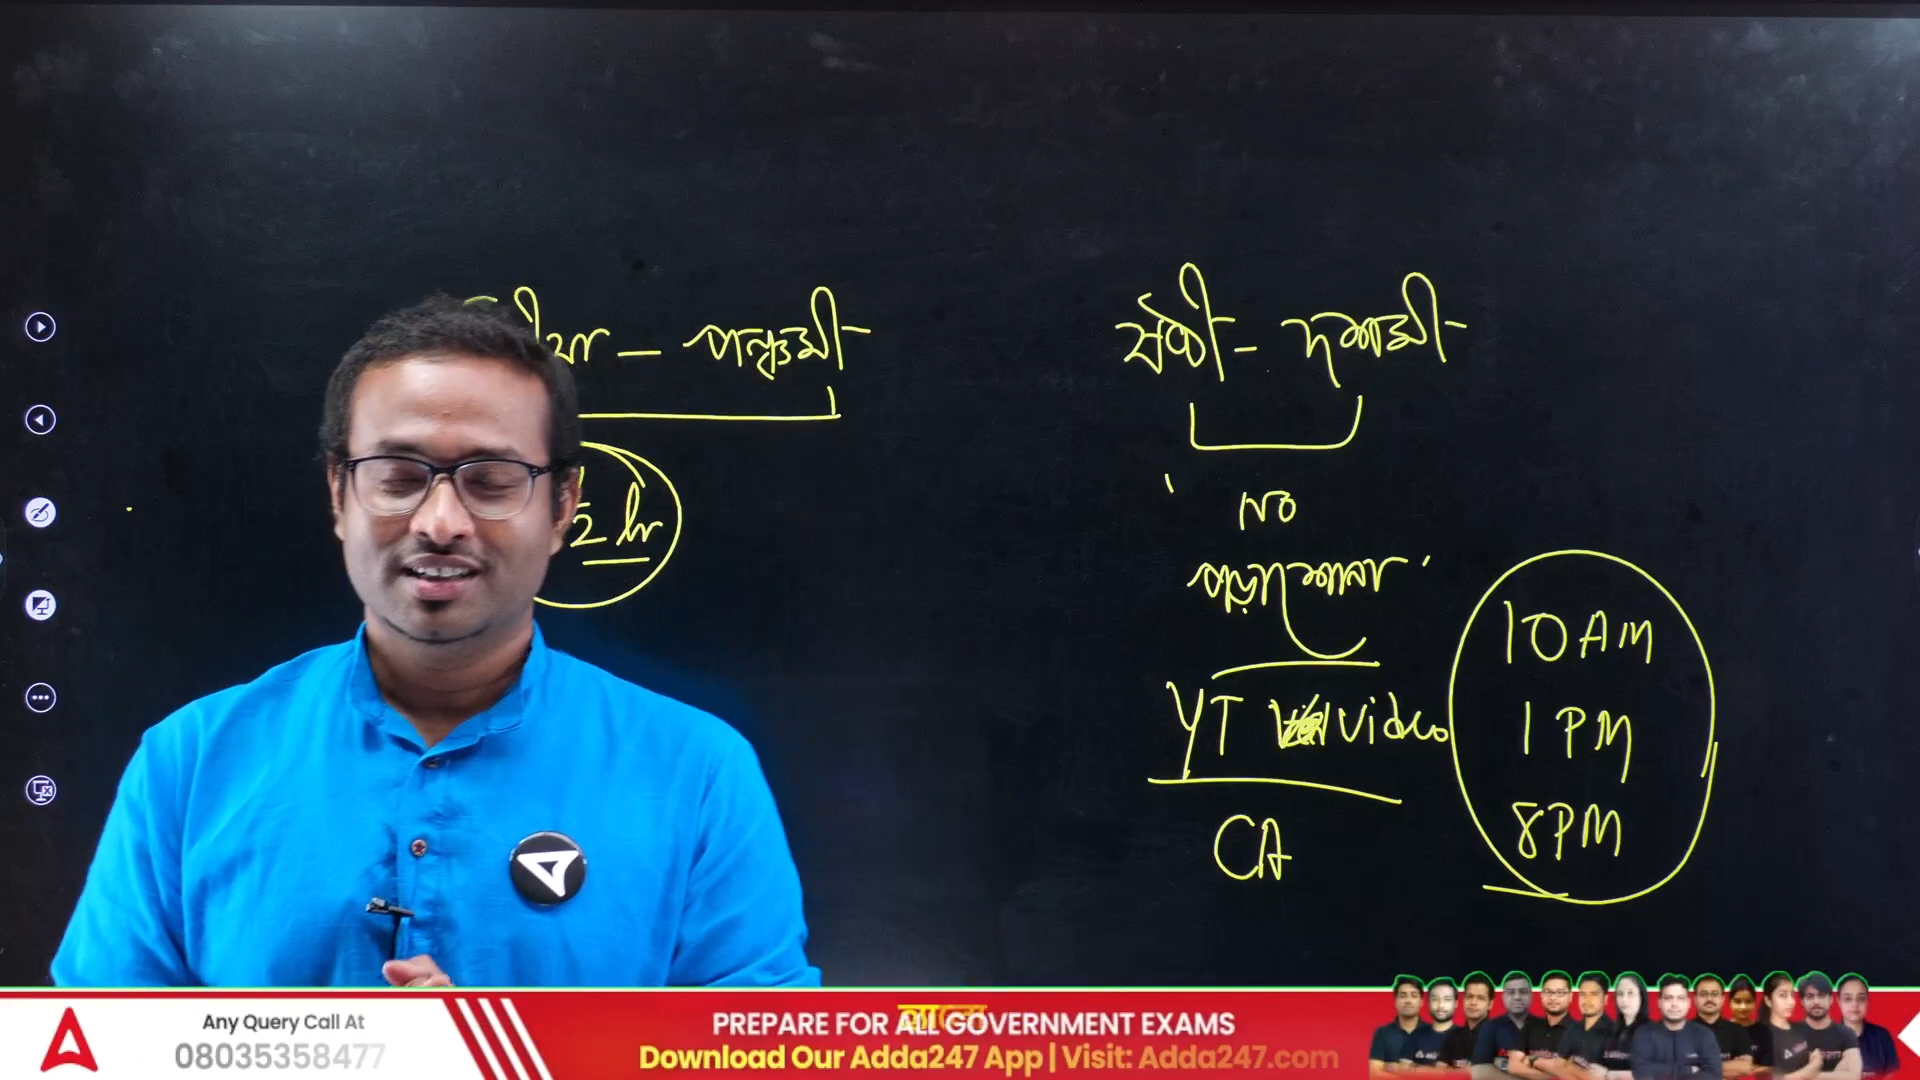 – পঞ্চমী
ষষ্ঠী – দশমী
2 hr
NO
পড়াশোনা
YT Video
CA
10 AM
1 PM
8 PM
Any Query Call At
08035358477
PREPARE FOR ALL GOVERNMENT EXAMS
Download Our Adda247 App | Visit: Adda247.com